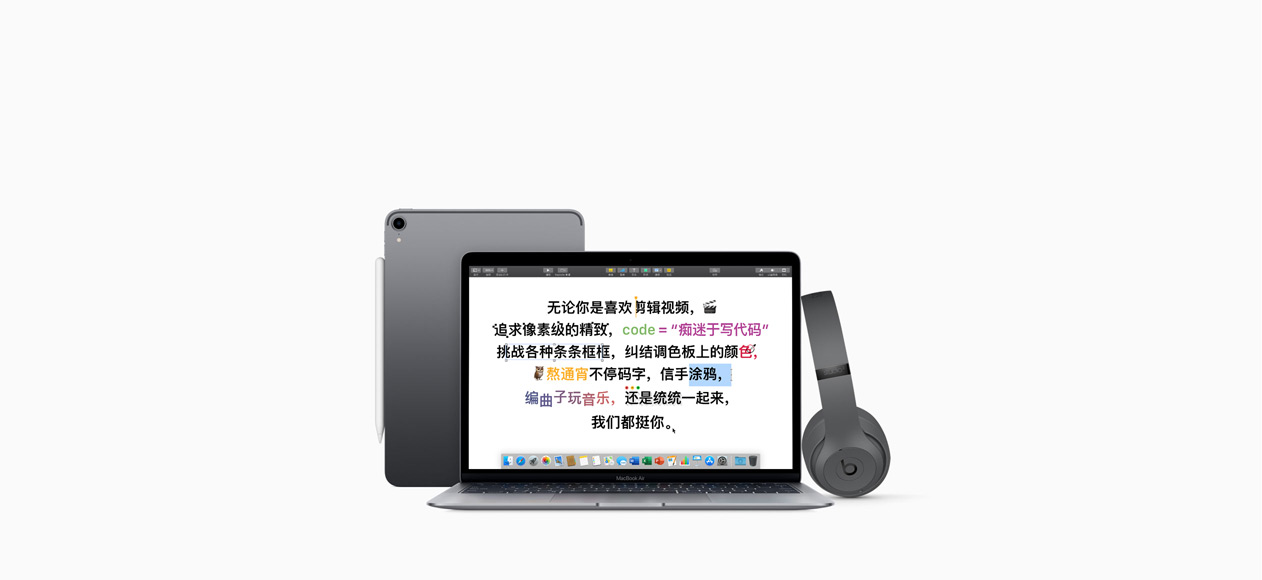 无论你是喜欢剪辑视频，🎬
追求像素级的精致，code = “痴迷于写代码”
挑战各种条条框框，纠结调色板上的颜色，
🦉熬通宵不停码字，信手涂鸦，
编曲子玩音乐，还是统统一起来，
我们都挺你。
MacBook Air